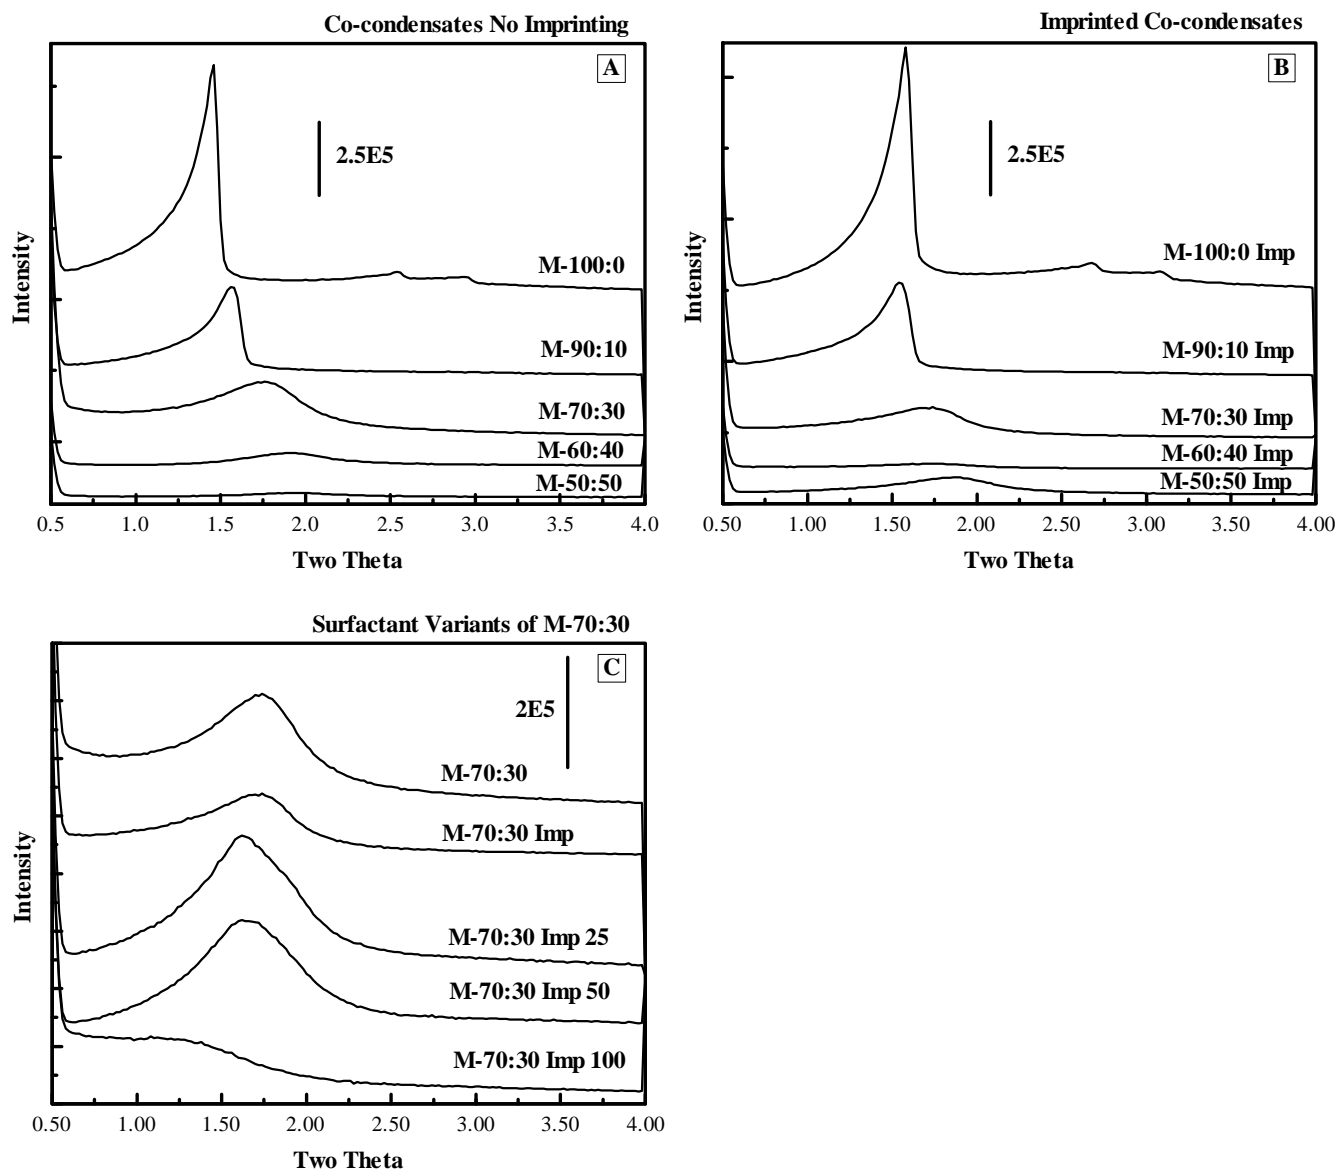 Co-condensates No Imprinting
A
2.5E5
M-100:0
M-90:10
M-70:30
M-60:40
M-50:50
Intensity
0.5 1.0 1.5 2.0 2.5 3.0 3.5 4.0
Two Theta
Imprinted Co-condensates
B
2.5E5
M-100:0 Imp
M-90:10 Imp
M-70:30 Imp
M-60:40 Imp
M-50:50 Imp
Intensity
0.50 1.00 1.50 2.00 2.50 3.00 3.50 4.00
Two Theta
Surfactant Variants of M-70:30
C
2E5
M-70:30
M-70:30 Imp
M-70:30 Imp 25
M-70:30 Imp 50
M-70:30 Imp 100
Intensity
0.50 1.00 1.50 2.00 2.50 3.00 3.50 4.00
Two Theta